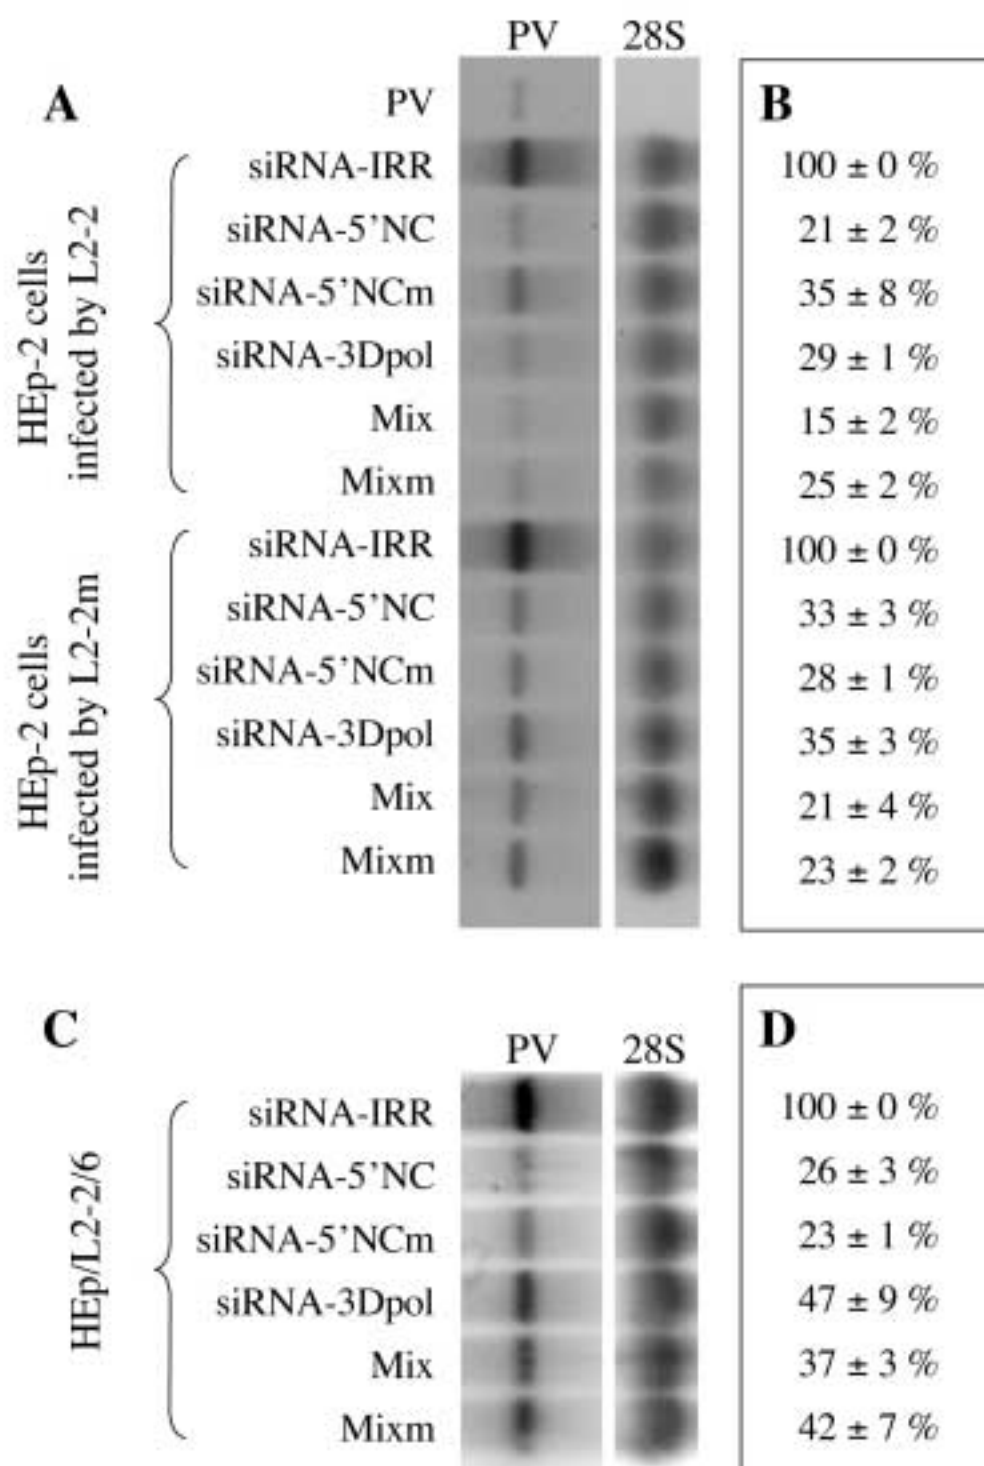 PV 28S
A
B
PV
siRNA-IRR 100 ± 0 %
siRNA-5’NC 21 ± 2 %
siRNA-5’NCm 35 ± 8 %
siRNA-3Dpol 29 ± 1 %
Mix 15 ± 2 %
Mixm 25 ± 2 %
HEp-2 cells
infected by L2-2
siRNA-IRR 100 ± 0 %
siRNA-5’NC 33 ± 3 %
siRNA-5’NCm 28 ± 1 %
siRNA-3Dpol 35 ± 3 %
Mix 21 ± 4 %
Mixm 23 ± 2 %
HEp-2 cells
infected by L2-2m
C
D
PV 28S
siRNA-IRR 100 ± 0 %
siRNA-5’NC 26 ± 3 %
siRNA-5’NCm 23 ± 1 %
siRNA-3Dpol 47 ± 9 %
Mix 37 ± 3 %
Mixm 42 ± 7 %
HEp/L2-2/6